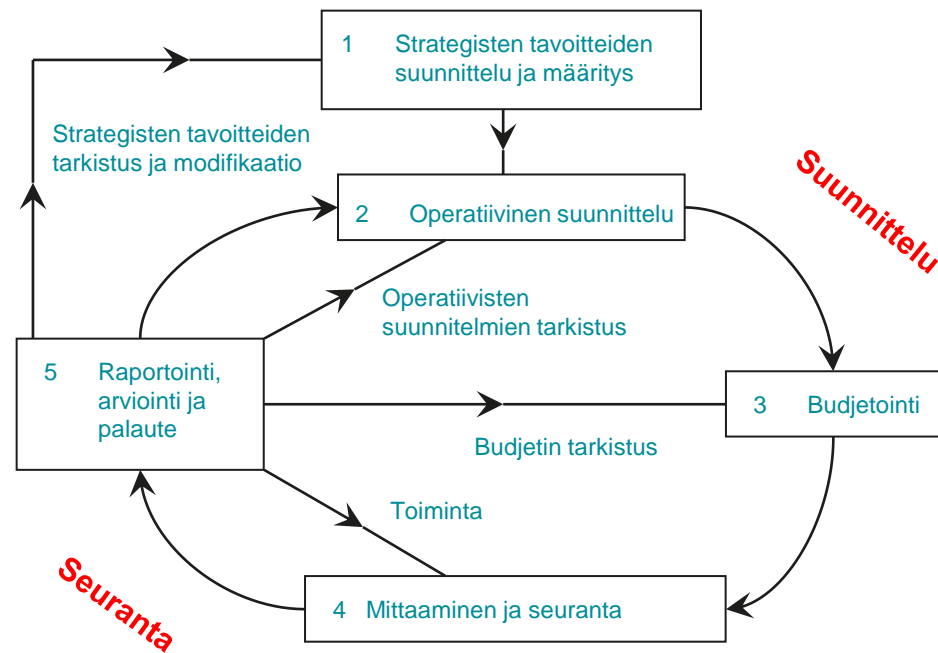 1 Strategisten tavoitteiden
suunnittelu ja määritys
Strategisten tavoitteiden
tarkistus ja modifikaatio
Suunnittelu
2 Operatiivinen suunnittelu
Operatiivisten
suunnitelmien tarkistus
5 Raportointi,
arviointi ja
palaute
3 Budjetointi
Budjetin tarkistus
Toiminta
Seuranta
4 Mittaaminen ja seuranta